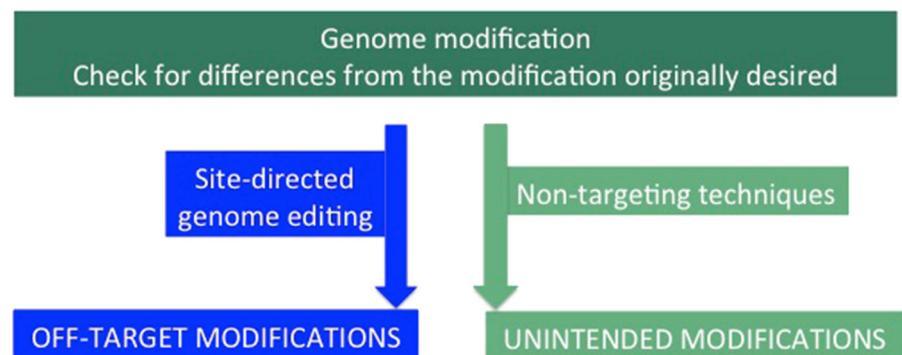 Genome modification
Check for differences from the modification originally desired
Site-directed
genome editing
Non-targeting techniques
OFF-TARGET MODIFICATIONS
UNINTENDED MODIFICATIONS